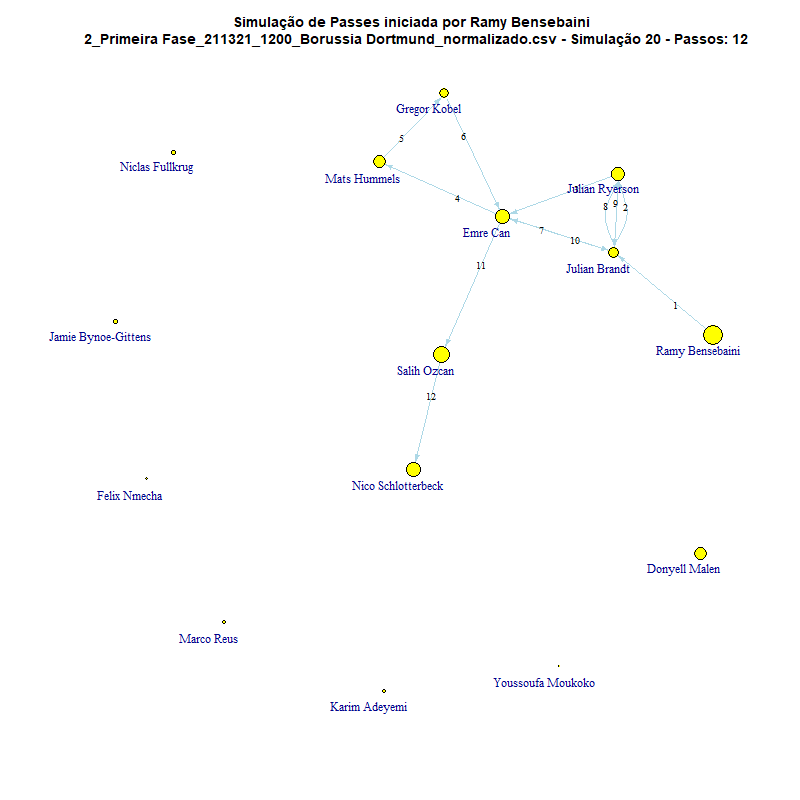 Simulação de Passes iniciada por Ramy Bensebaini
2_Primeira Fase_211321_1200_Borussia Dortmund_normalizado.csv - Simulação 20 - Passos: 12
Gregor Kobel
5
6
Niclas Fullkrug
Mats Hummels
Julian Ryerson
4
8
9
2
Emre Can
7
10
11
Julian Brandt
1
Jamie Bynoe-Gittens
Ramy Bensebaini
Salih Ozcan
12
Nico Schlotterbeck
Felix Nmecha
Donyell Malen
Marco Reus
Youssoufa Moukoko
Karim Adeyemi